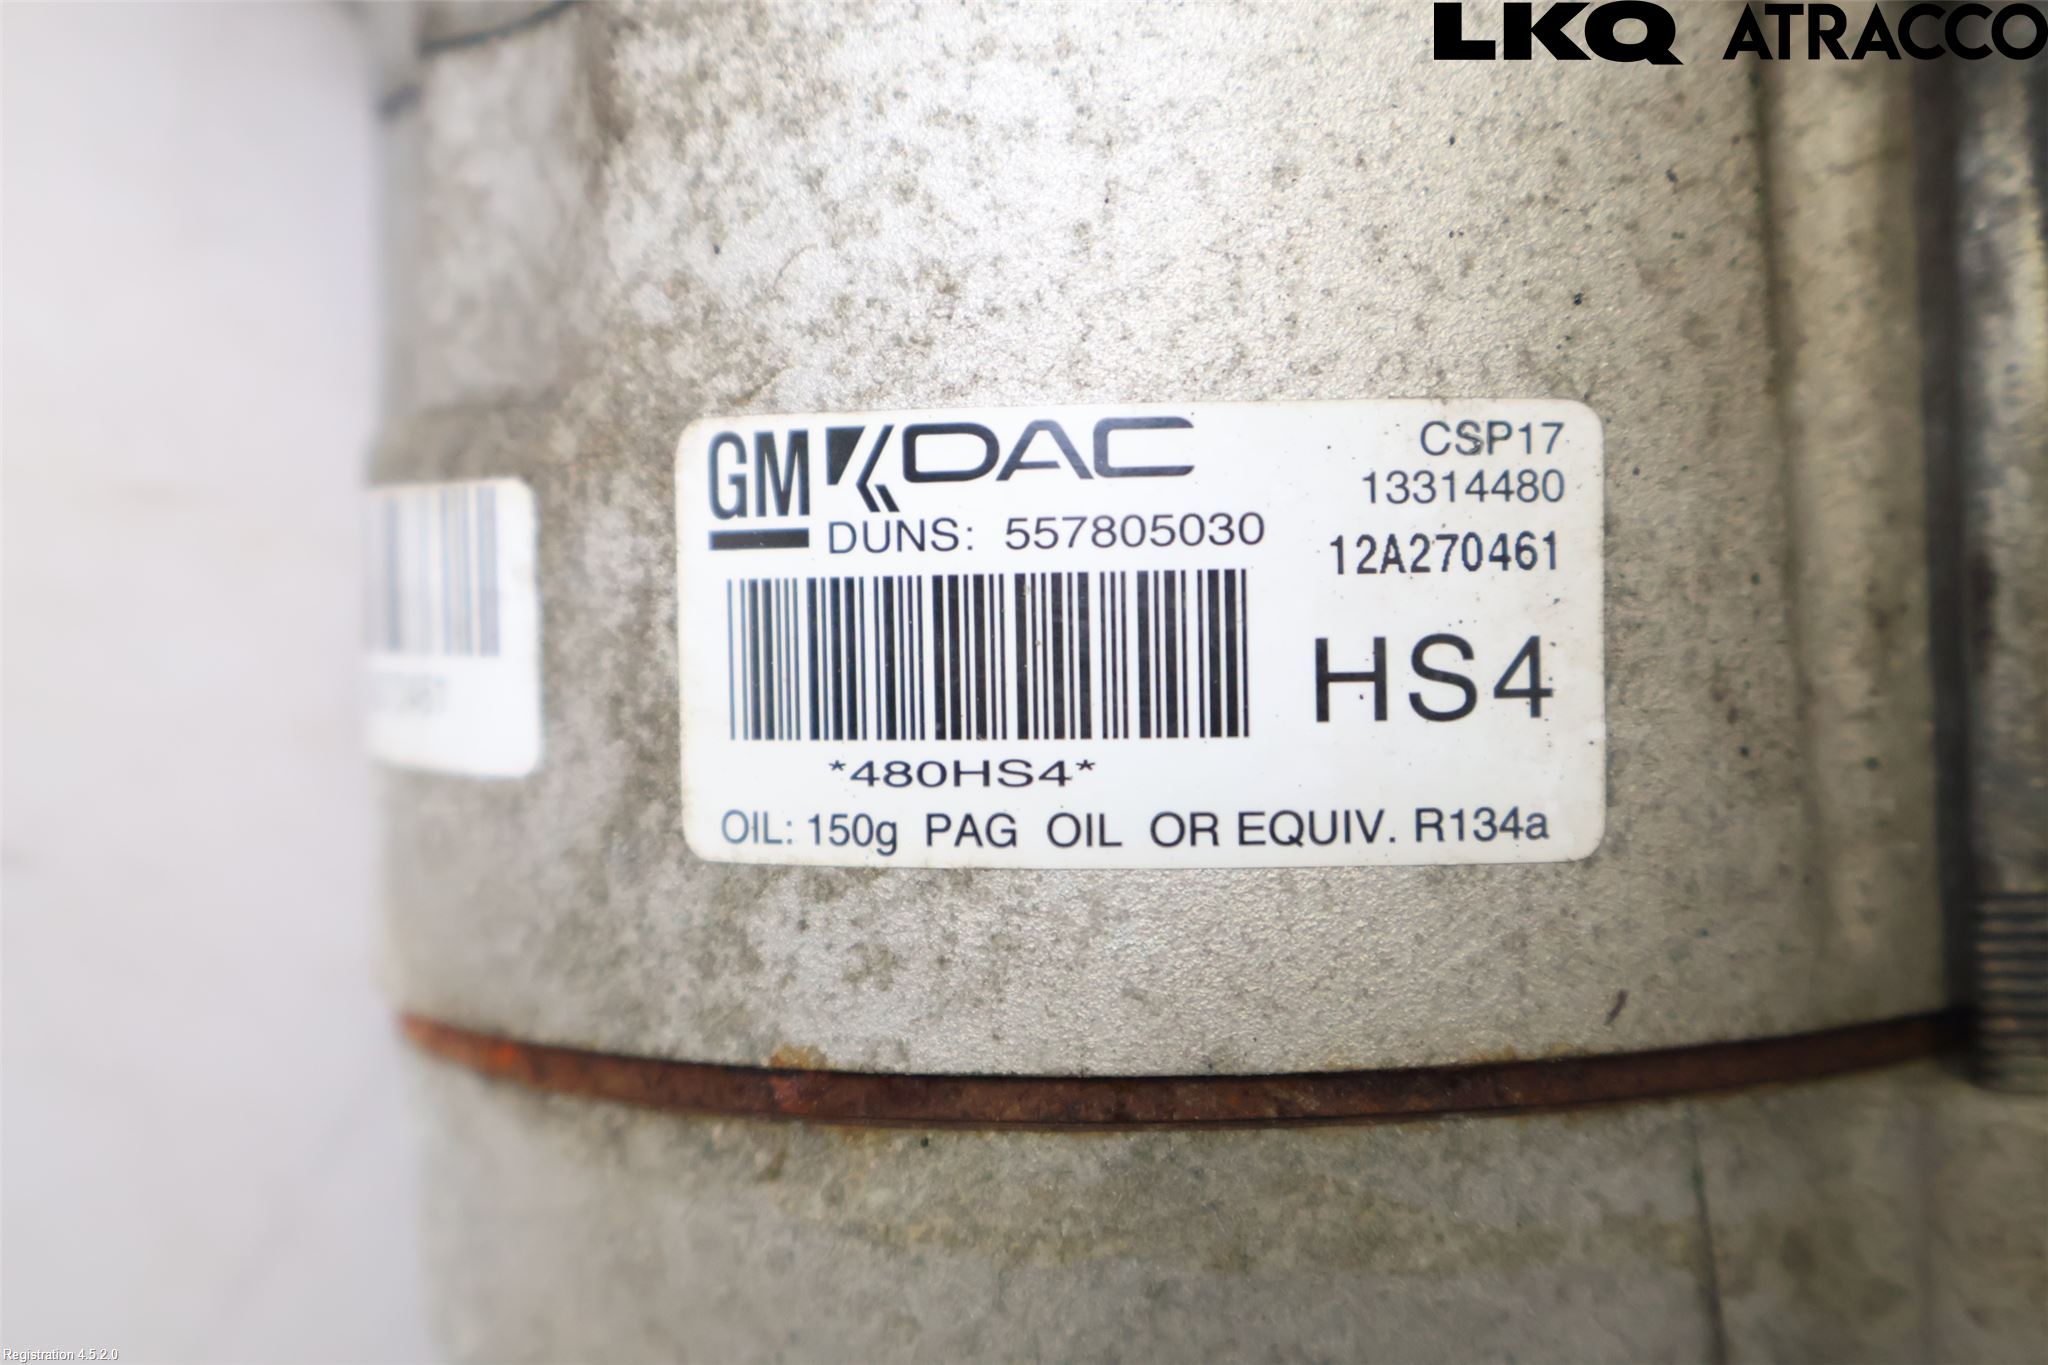 LKQ ATRACCO
GM DAC
CSP17
13314480
DUNS: 557805030
12A270461
HS4
*480HS4*
OIL: 150g PAG OIL OR EQUIV. R134a
Registration 4.5.2.0